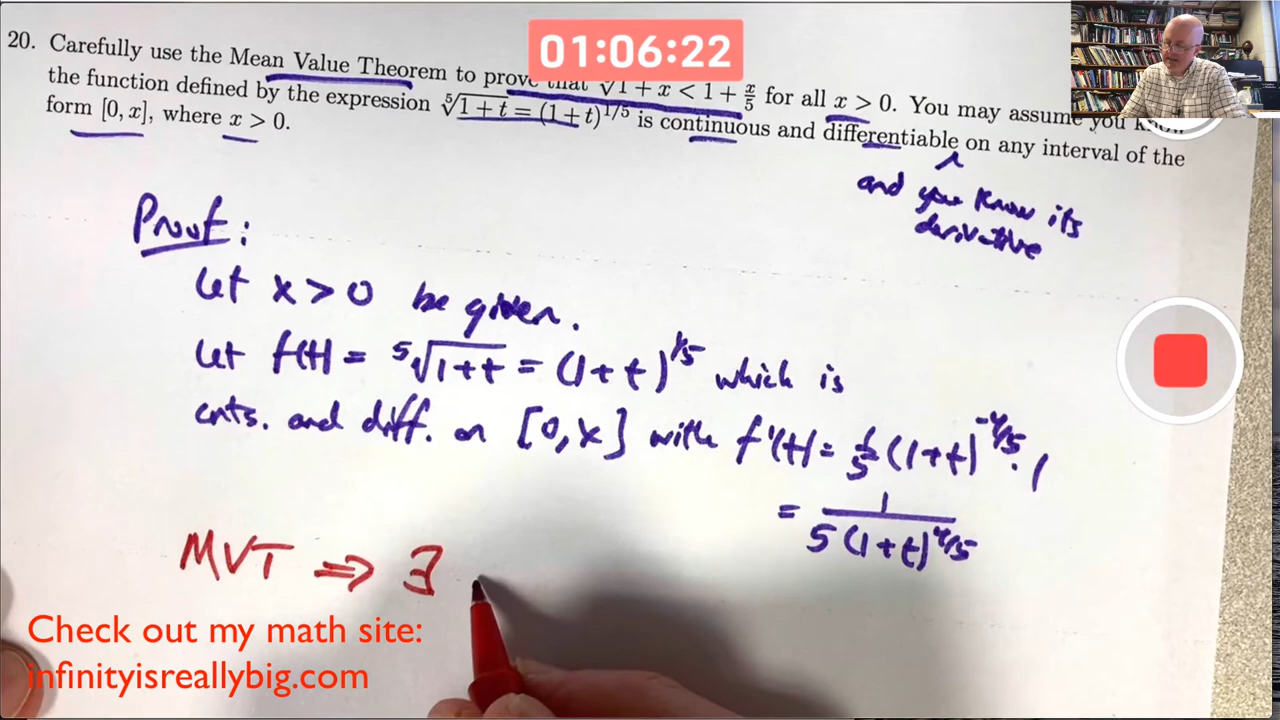 01:06:22
20. Carefully use the Mean Value Theorem to prove that ⁵√1 + x < 1 + x/5 for all x > 0. You may assume you know
the function defined by the expression ⁵√1 + t = (1 + t)^1/5 is continuous and differentiable on any interval of the
form [0, x], where x > 0.
and you know its
derivative
Proof:
Let x > 0 be given.
Let f(t) = ⁵√1+t = (1+t)^1/5 which is
cnts. and diff. on [0,x] with f'(t) = 1/5 (1+t)^-4/5 · 1
= 1/5(1+t)^4/5
MVT ⇒ ∃
Check out my math site:
infinityisreallybig.com